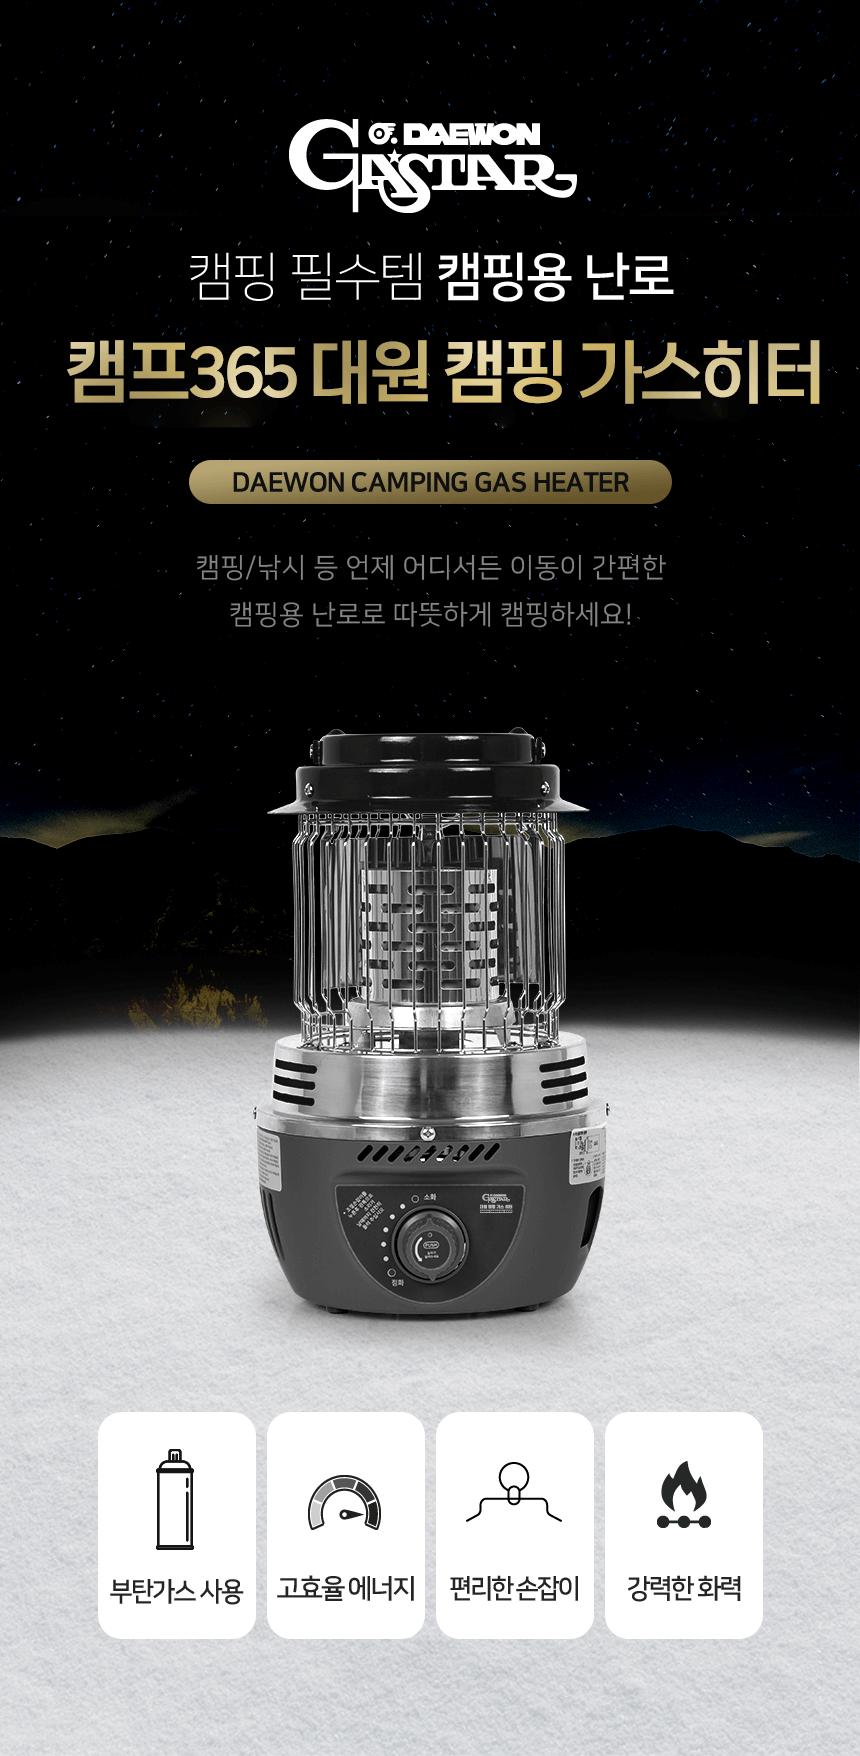 DAEWON
GASTAR
캠핑 필수템 캠핑용 난로
캠프365 대원 캠핑 가스히터
DAEWON CAMPING GAS HEATER
캠핑/낚시 등 언제 어디서든 이동이 간편한
캠핑용 난로로 따뜻하게 캠핑하세요!
소화
GASTAR
PUSH
점화
부탄가스 사용
고효율 에너지
편리한 손잡이
강력한 화력